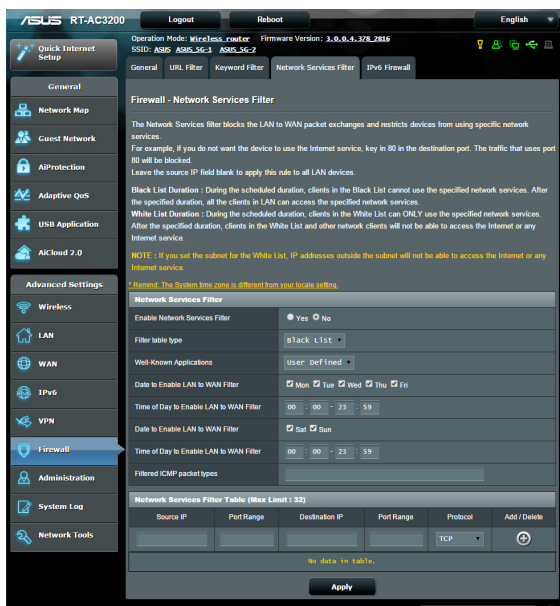 ASUS RT-AC3200 Logout Reboot English
Operation Mode: Wireless router Firmware Version: 3.0.0.4.378_2816
SSID: ASUS ASUS_5G-1 ASUS_5G-2
Quick Internet Setup
General
Network Map
Guest Network
AiProtection
Adaptive QoS
USB Application
AiCloud 2.0
Advanced Settings
Wireless
LAN
WAN
IPv6
VPN
Firewall
Administration
System Log
Network Tools
General URL Filter Keyword Filter Network Services Filter IPv6 Firewall
Firewall - Network Services Filter
The Network Services filter blocks the LAN to WAN packet exchanges and restricts devices from using specific network
services.
For example, if you do not want the device to use the Internet service, key in 80 in the destination port. The traffic that uses port
80 will be blocked.
Leave the source IP field blank to apply this rule to all LAN devices.
Black List Duration : During the scheduled duration, clients in the Black List cannot use the specified network services. After
the specified duration, all the clients in LAN can access the specified network services.
White List Duration : During the scheduled duration, clients in the White List can ONLY use the specified network services.
After the specified duration, clients in the White List and other network clients will not be able to access the Internet or any
Internet service.
NOTE : If you set the subnet for the White List, IP addresses outside the subnet will not be able to access the Internet or any
Internet service.
* Remind: The System time zone is different from your locale setting.
Network Services Filter
Enable Network Services Filter Yes No
Filter table type Black List
Well-Known Applications User Defined
Date to Enable LAN to WAN Filter Mon Tue Wed Thu Fri
Time of Day to Enable LAN to WAN Filter 00 : 00 - 23 : 59
Date to Enable LAN to WAN Filter Sat Sun
Time of Day to Enable LAN to WAN Filter 00 : 00 - 23 : 59
Filtered ICMP packet types
Network Services Filter Table (Max Limit : 32)
Source IP Port Range Destination IP Port Range Protocol Add / Delete
TCP
No data in table.
Apply